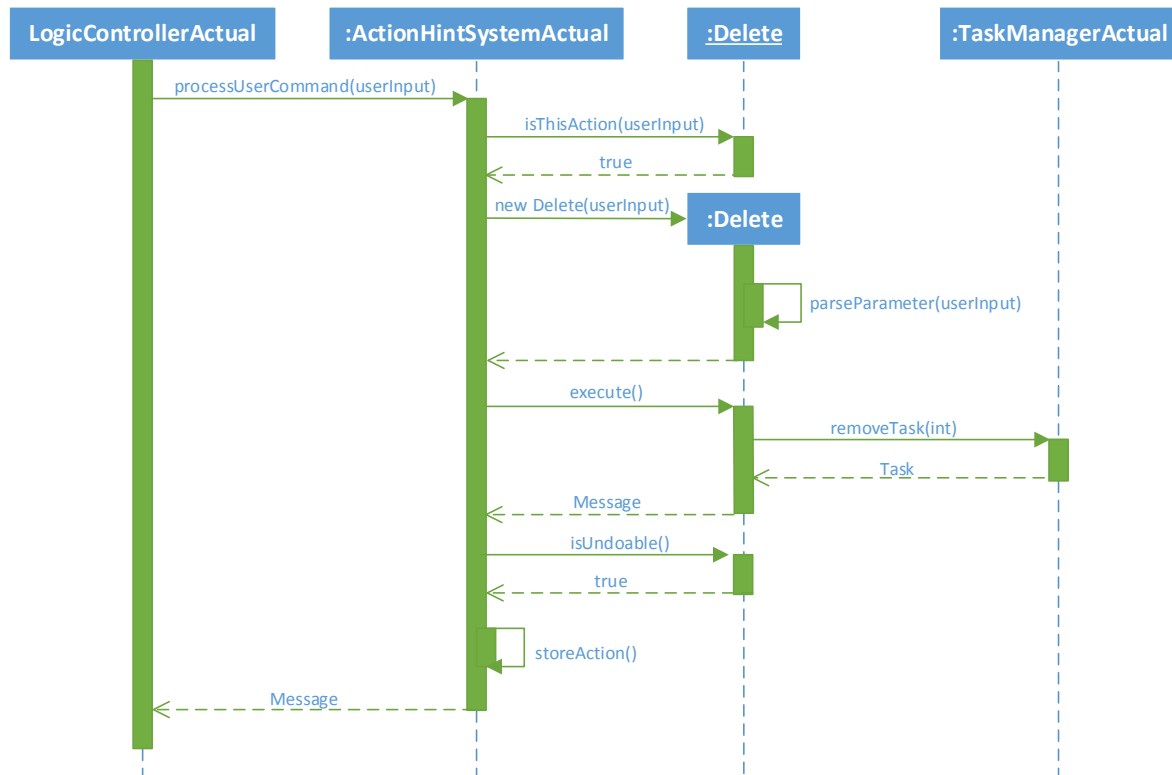 LogicControllerActual
:ActionHintSystemActual
:Delete
:TaskManagerActual
processUserCommand(userInput)
isThisAction(userInput)
true
new Delete(userInput)
:Delete
parseParameter(userInput)
execute()
removeTask(int)
Task
Message
isUndoable()
true
storeAction()
Message